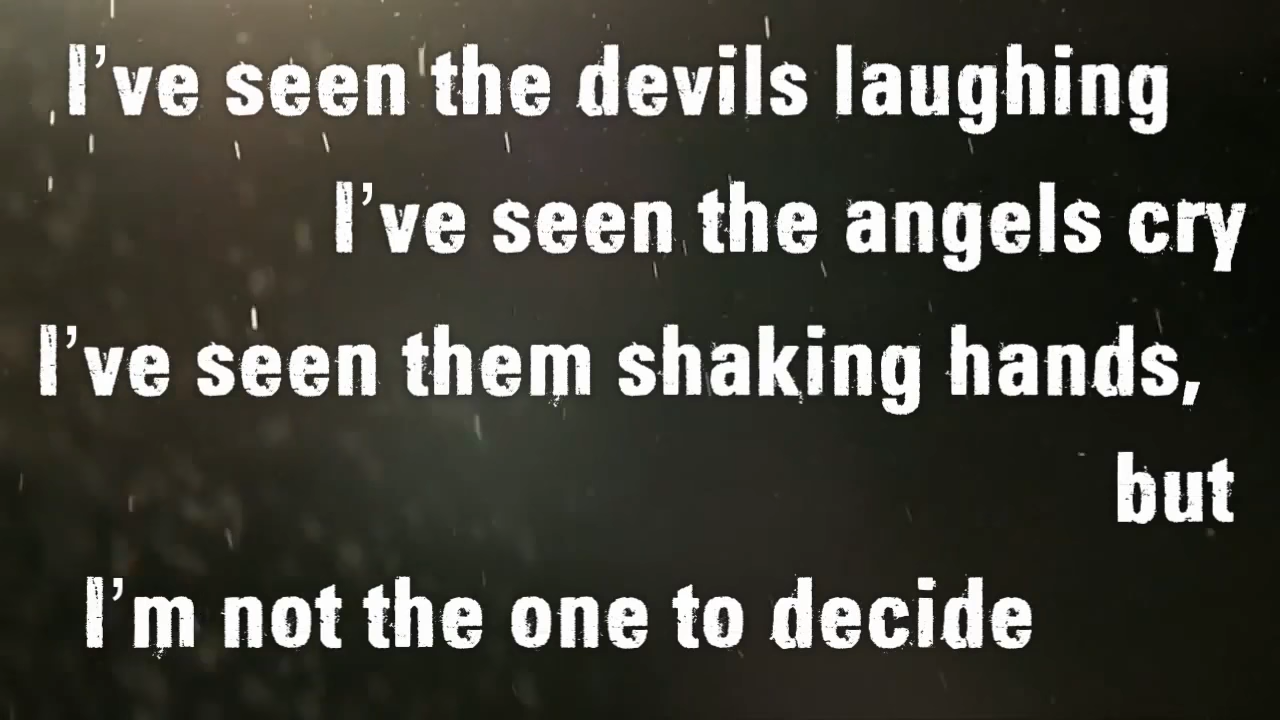 I've seen the devils laughing
I've seen the angels cry
I've seen them shaking hands,
but
I'm not the one to decide